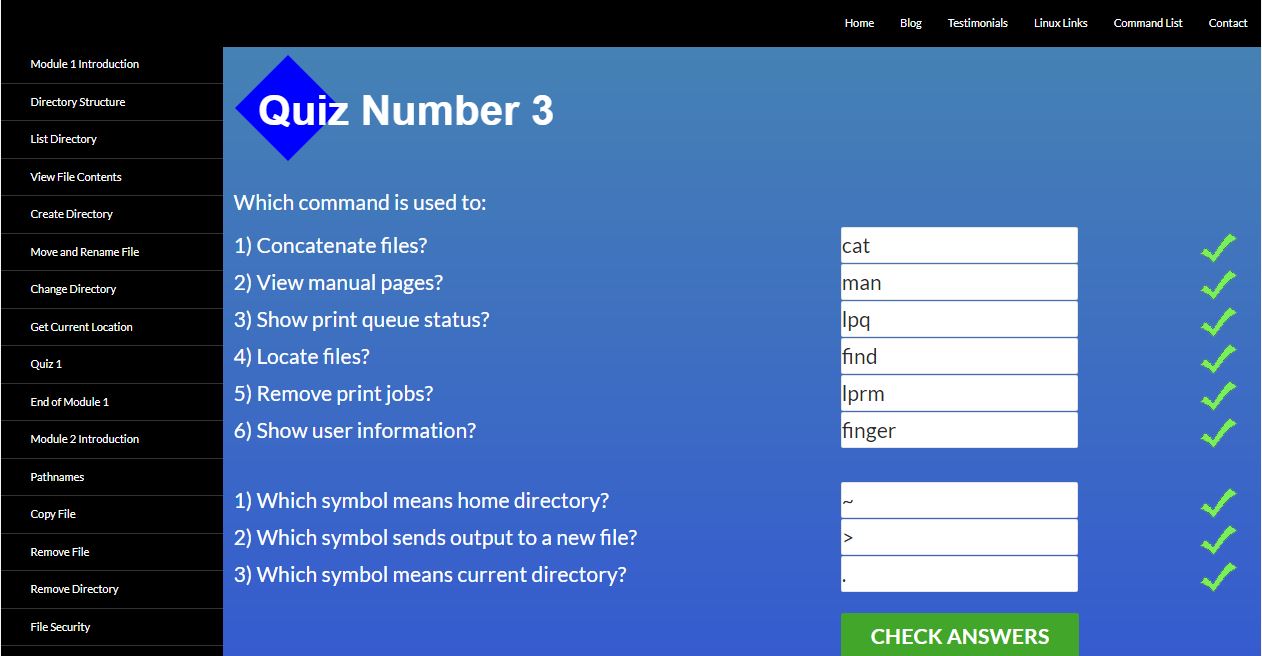 Home Blog Testimonials Linux Links Command List Contact
Module 1 Introduction
Directory Structure
List Directory
View File Contents
Create Directory
Move and Rename File
Change Directory
Get Current Location
Quiz 1
End of Module 1
Module 2 Introduction
Pathnames
Copy File
Remove File
Remove Directory
File Security
Quiz Number 3
Which command is used to:
1) Concatenate files? cat
2) View manual pages? man
3) Show print queue status? lpq
4) Locate files? find
5) Remove print jobs? lprm
6) Show user information? finger
1) Which symbol means home directory? ~
2) Which symbol sends output to a new file? >
3) Which symbol means current directory? .
CHECK ANSWERS